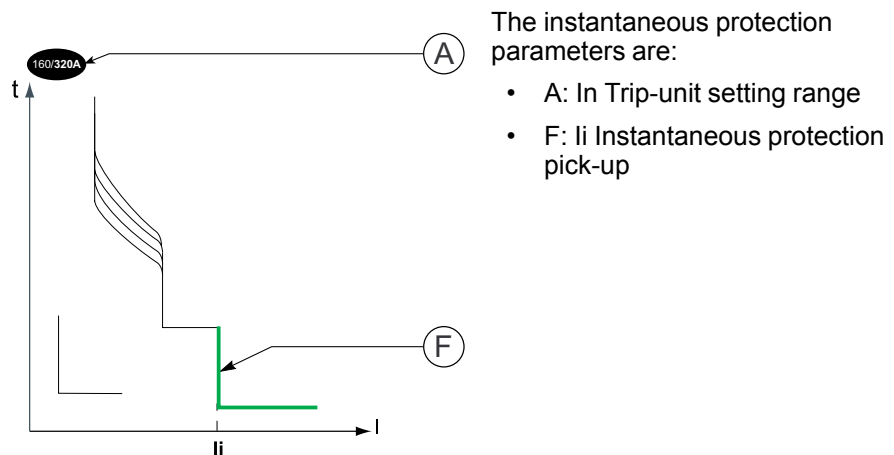 160/320A
A
t
F
I
Ii
The instantaneous protection
parameters are:
• A: In Trip-unit setting range
• F: Ii Instantaneous protection
pick-up